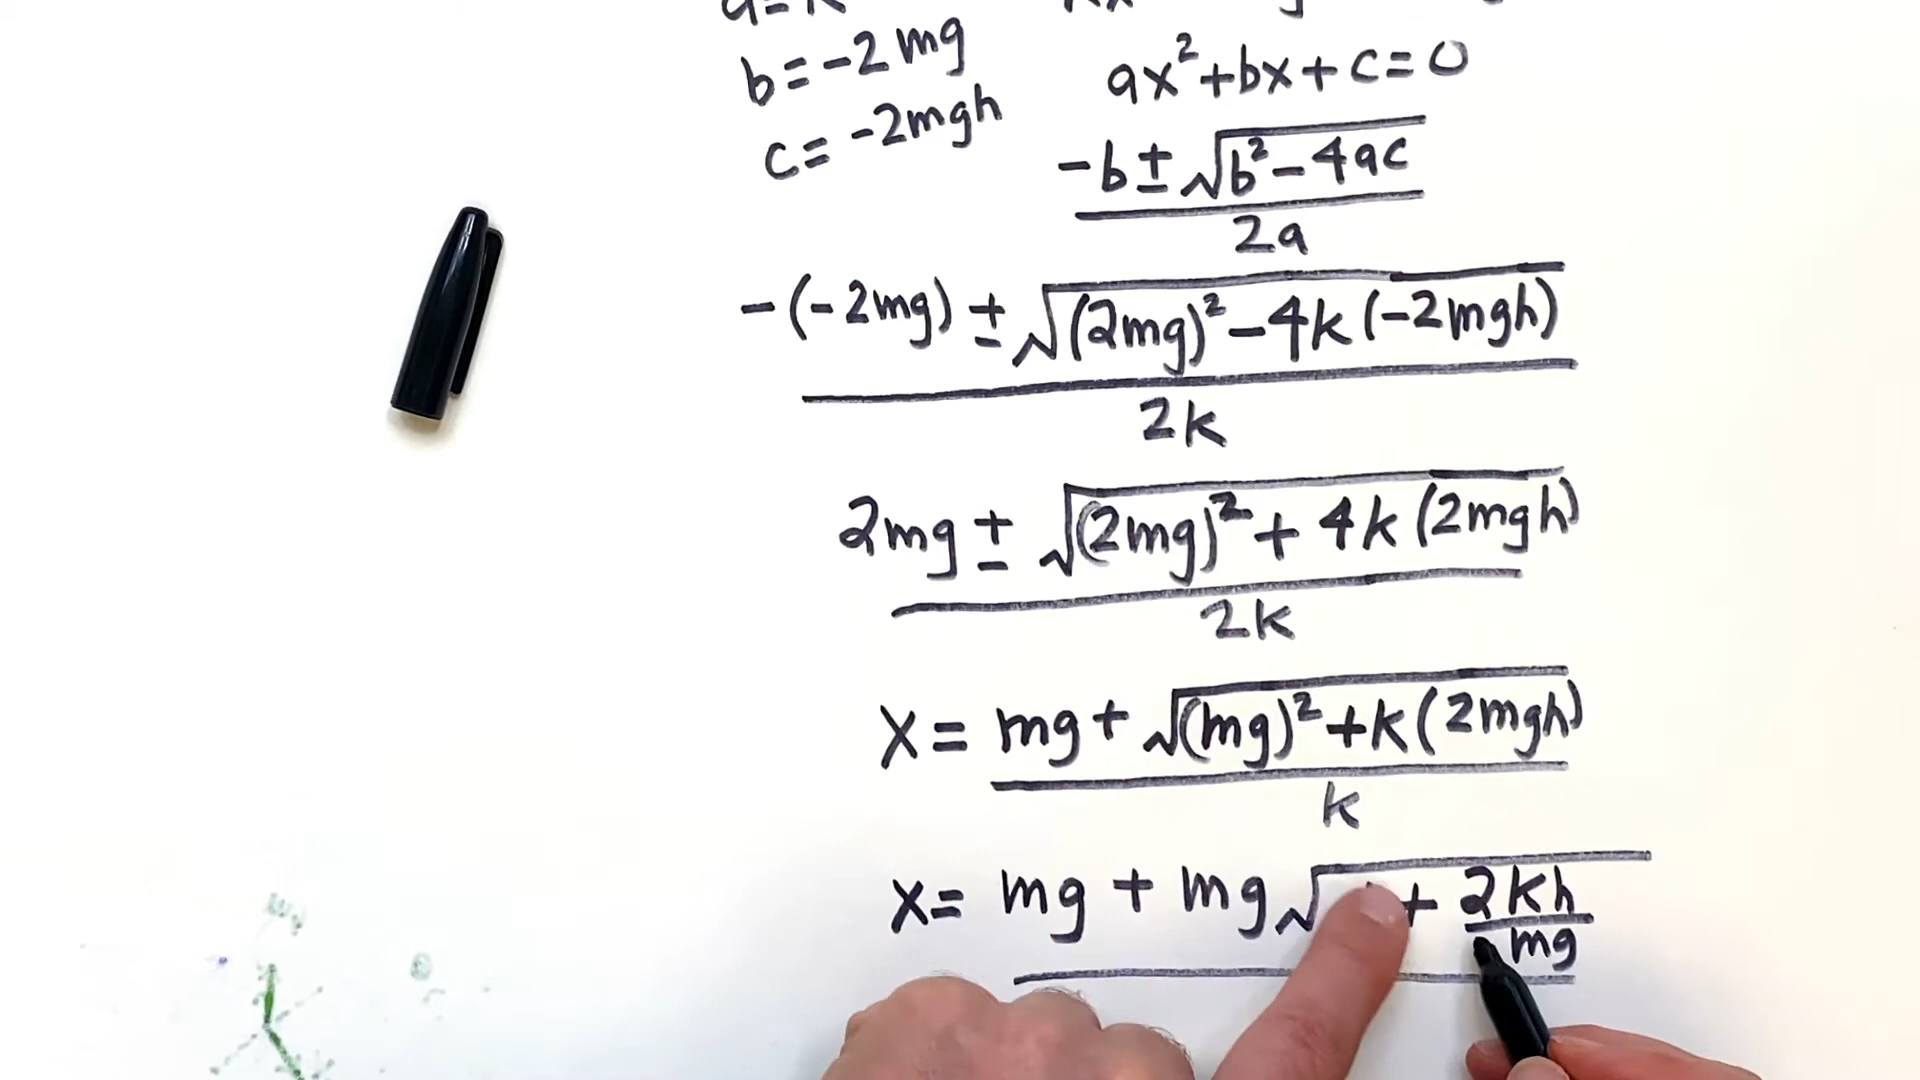 b = -2mg
c = -2mgh
ax² + bx + c = 0
-b ± √(b² - 4ac)
2a
-(-2mg) ± √((2mg)² - 4k(-2mgh))
2k
2mg ± √((2mg)² + 4k(2mgh))
2k
x = mg + √((mg)² + k(2mgh))
k
x = mg + mg√( + 2kh
mg